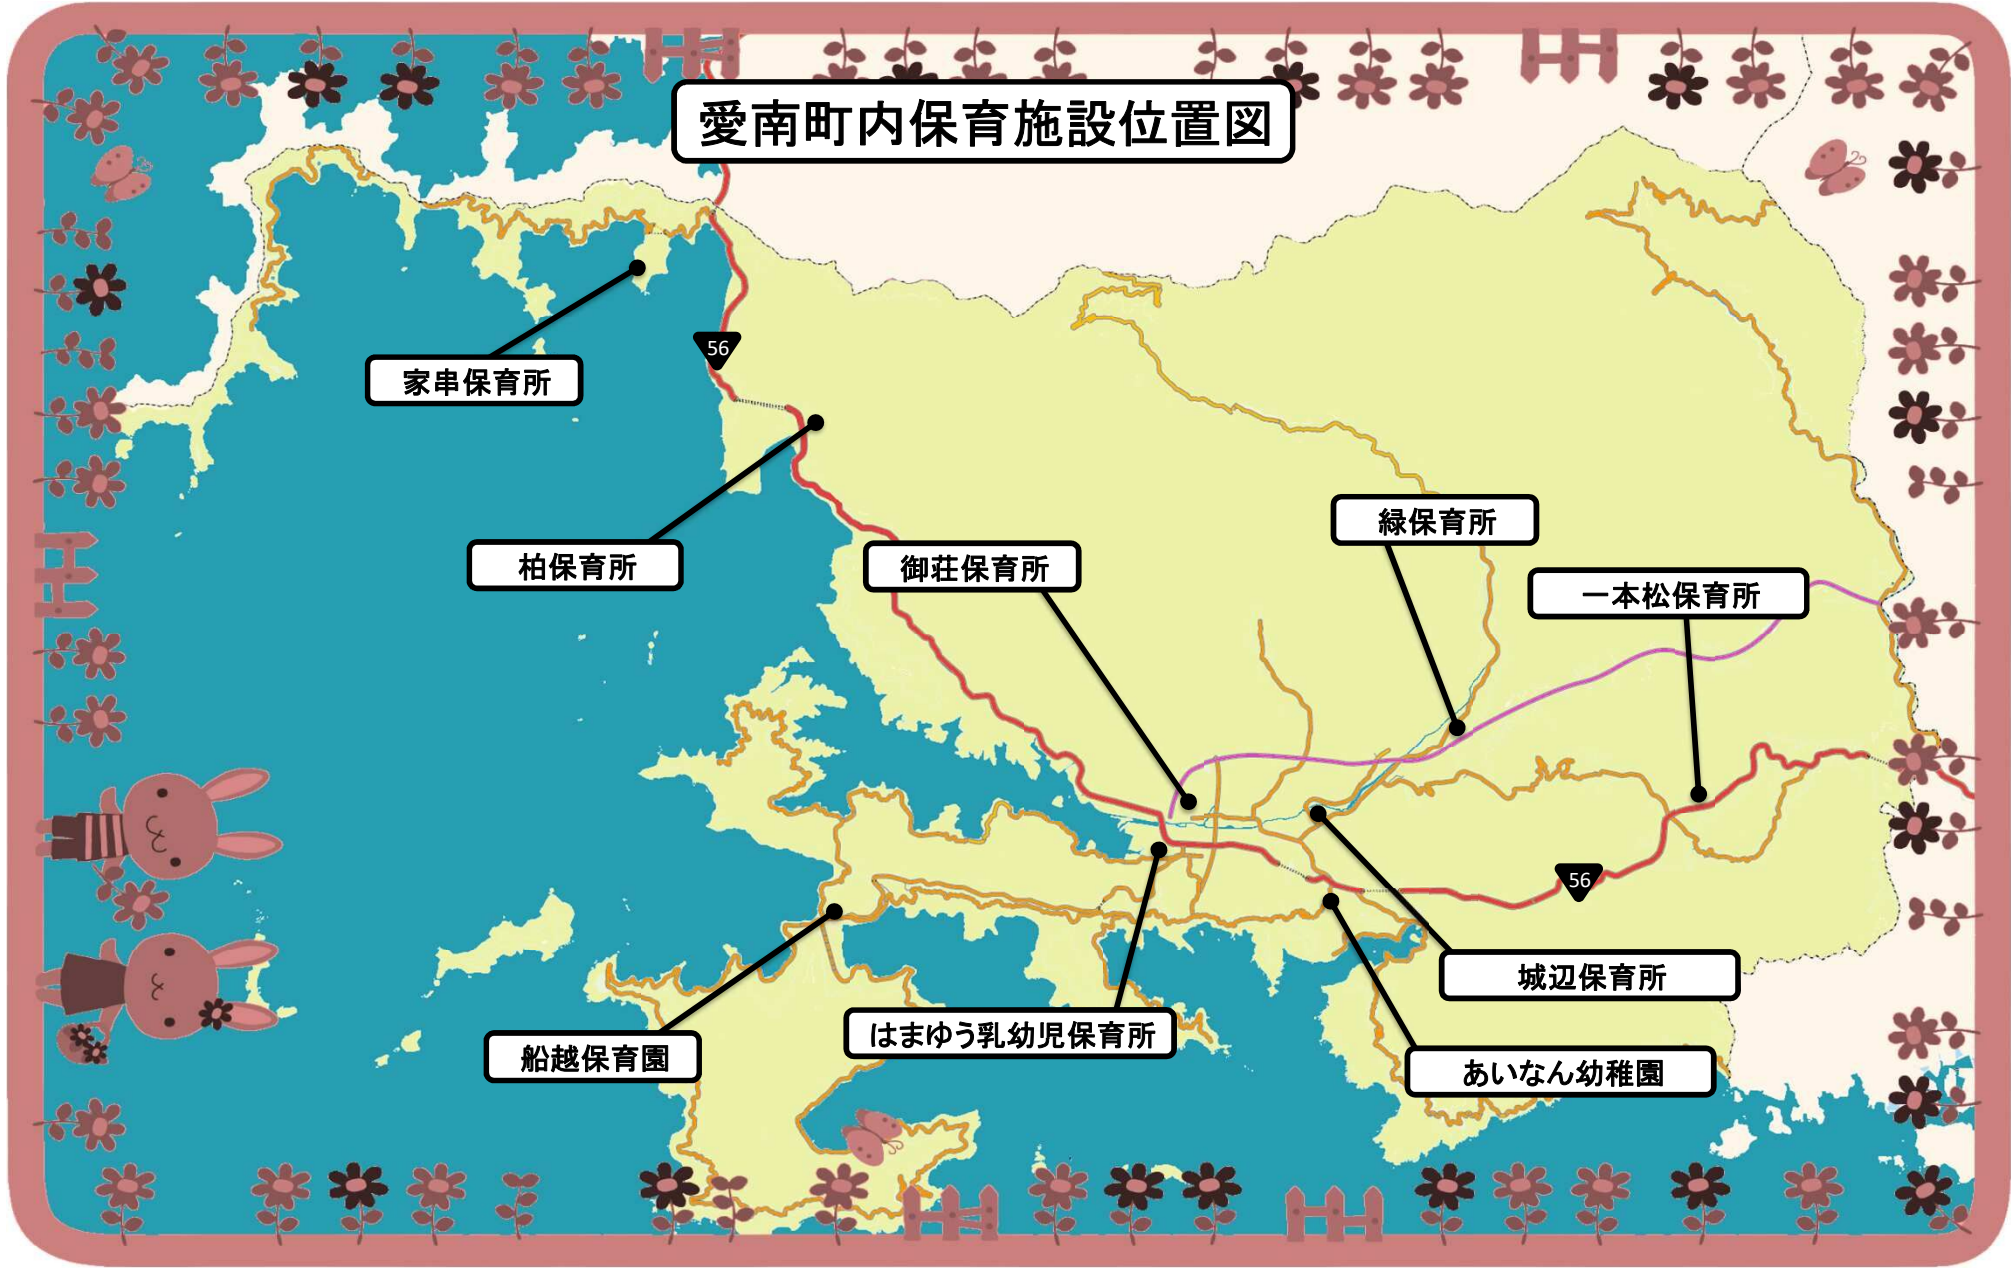 愛南町内保育施設位置図
56
家串保育所
緑保育所
柏保育所
御荘保育所
一本松保育所
56
城辺保育所
はまゆう乳幼児保育所
船越保育園
あいなん幼稚園